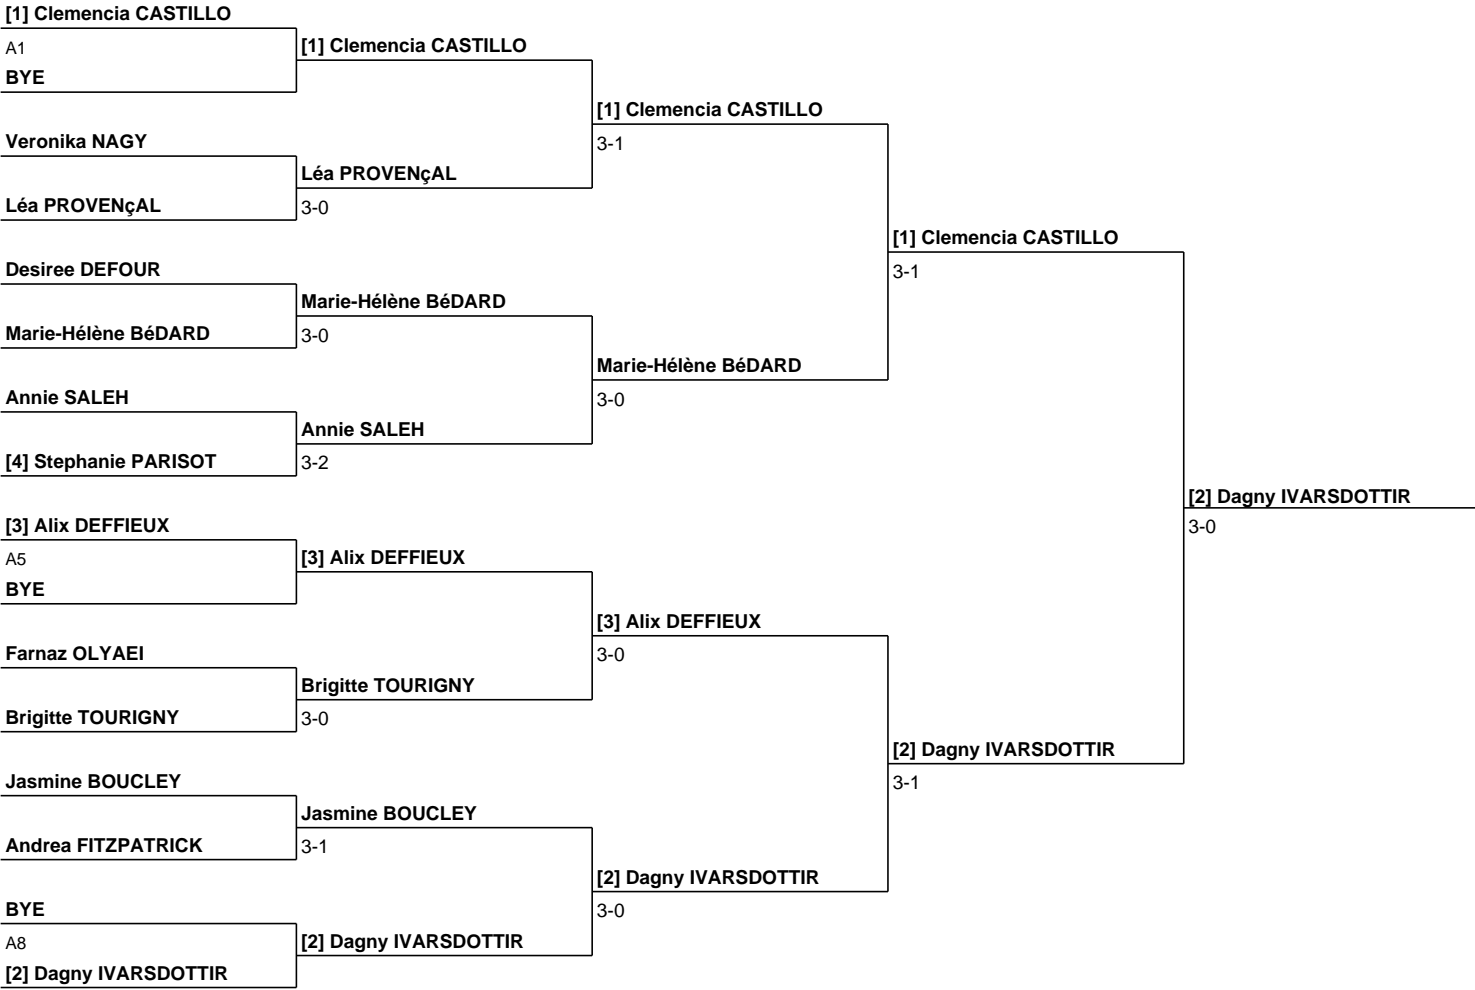 [1] Clemencia CASTILLO
A1
BYE
[1] Clemencia CASTILLO
Veronika NAGY
Léa PROVENçAL
Léa PROVENçAL
3-0
[1] Clemencia CASTILLO
3-1
Desiree DEFOUR
Marie-Hélène BéDARD
Marie-Hélène BéDARD
3-0
Annie SALEH
[4] Stephanie PARISOT
Annie SALEH
3-2
Marie-Hélène BéDARD
3-0
[1] Clemencia CASTILLO
3-1
[3] Alix DEFFIEUX
A5
BYE
[3] Alix DEFFIEUX
Farnaz OLYAEI
Brigitte TOURIGNY
Brigitte TOURIGNY
3-0
[3] Alix DEFFIEUX
3-0
Jasmine BOUCLEY
Andrea FITZPATRICK
Jasmine BOUCLEY
3-1
BYE
A8
[2] Dagny IVARSDOTTIR
[2] Dagny IVARSDOTTIR
[2] Dagny IVARSDOTTIR
3-0
[2] Dagny IVARSDOTTIR
3-1
[2] Dagny IVARSDOTTIR
3-0